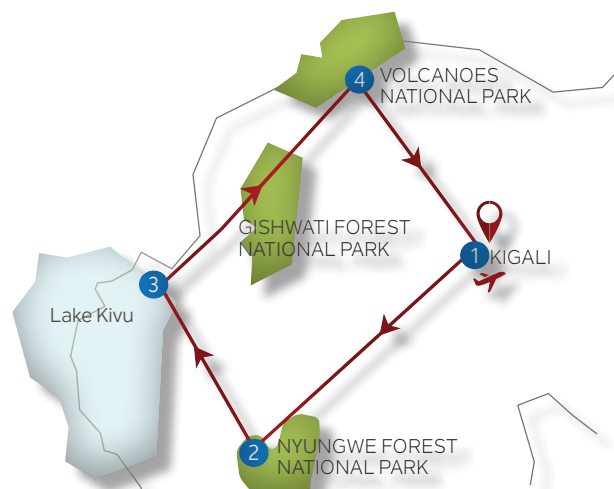 4
VOLCANOES
NATIONAL PARK
GISHWATI FOREST
NATIONAL PARK
1
KIGALI
3
Lake Kivu
2
NYUNGWE FOREST
NATIONAL PARK